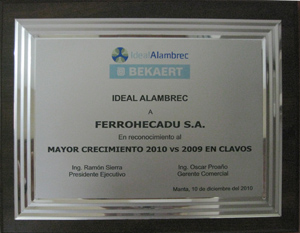 IdealAlambrec
BEKAERT
IDEAL ALAMBREC
A
FERROHECADU S.A.
En reconocimiento al
MAYOR CRECIMIENTO 2010 vs 2009 EN CLAVOS
Ing. Ramón Sierra Ing. Oscar Proaño
Presidente Ejecutivo Gerente Comercial
Manta, 10 de diciembre del 2010